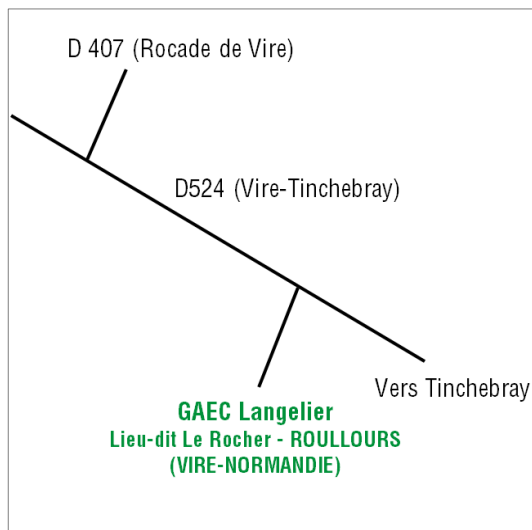 D 407 (Rocade de Vire)
D524 (Vire-Tinchebray)
Vers Tinchebray
GAEC Langelier
Lieu-dit Le Rocher - ROULLOURS
(VIRE-NORMANDIE)